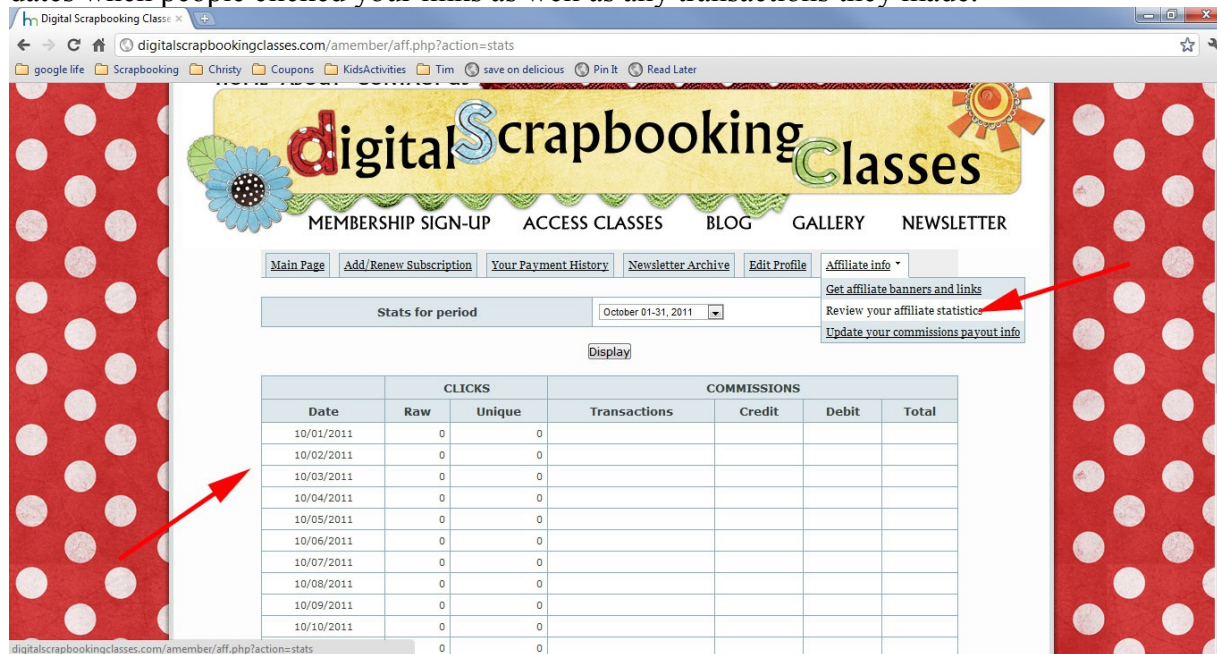 dates when people clicked your links as well as any transactions they made.
Digital Scrapbooking Classe
digitalscrapbookingclasses.com/amember/aff.php?action=stats
google life Scrapbooking Christy Coupons KidsActivities Tim save on delicious Pin It Read Later
digital Scrapbooking Classes
MEMBERSHIP SIGN-UP ACCESS CLASSES BLOG GALLERY NEWSLETTER
Main Page Add/Renew Subscription Your Payment History Newsletter Archive Edit Profile Affiliate info
Get affiliate banners and links
Stats for period October 01-31, 2011 Review your affiliate statistics
Update your commissions payout info
Display
CLICKS COMMISSIONS
Date Raw Unique Transactions Credit Debit Total
10/01/2011 0 0
10/02/2011 0 0
10/03/2011 0 0
10/04/2011 0 0
10/05/2011 0 0
10/06/2011 0 0
10/07/2011 0 0
10/08/2011 0 0
10/09/2011 0 0
10/10/2011 0 0
0 0
digitalscrapbookingclasses.com/amember/aff.php?action=stats